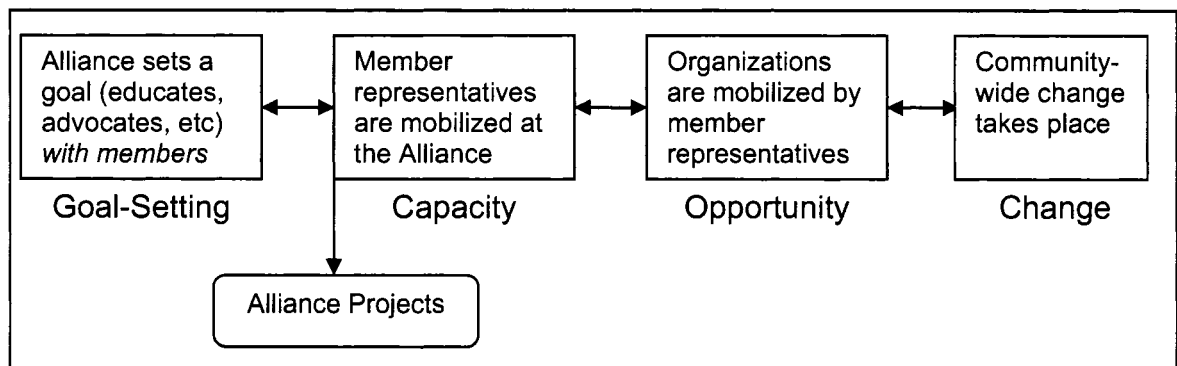 Alliance sets a
goal (educates,
advocates, etc)
with members
Goal-Setting
Member
representatives
are mobilized at
the Alliance
Capacity
Organizations
are mobilized by
member
representatives
Opportunity
Community-
wide change
takes place
Change
Alliance Projects